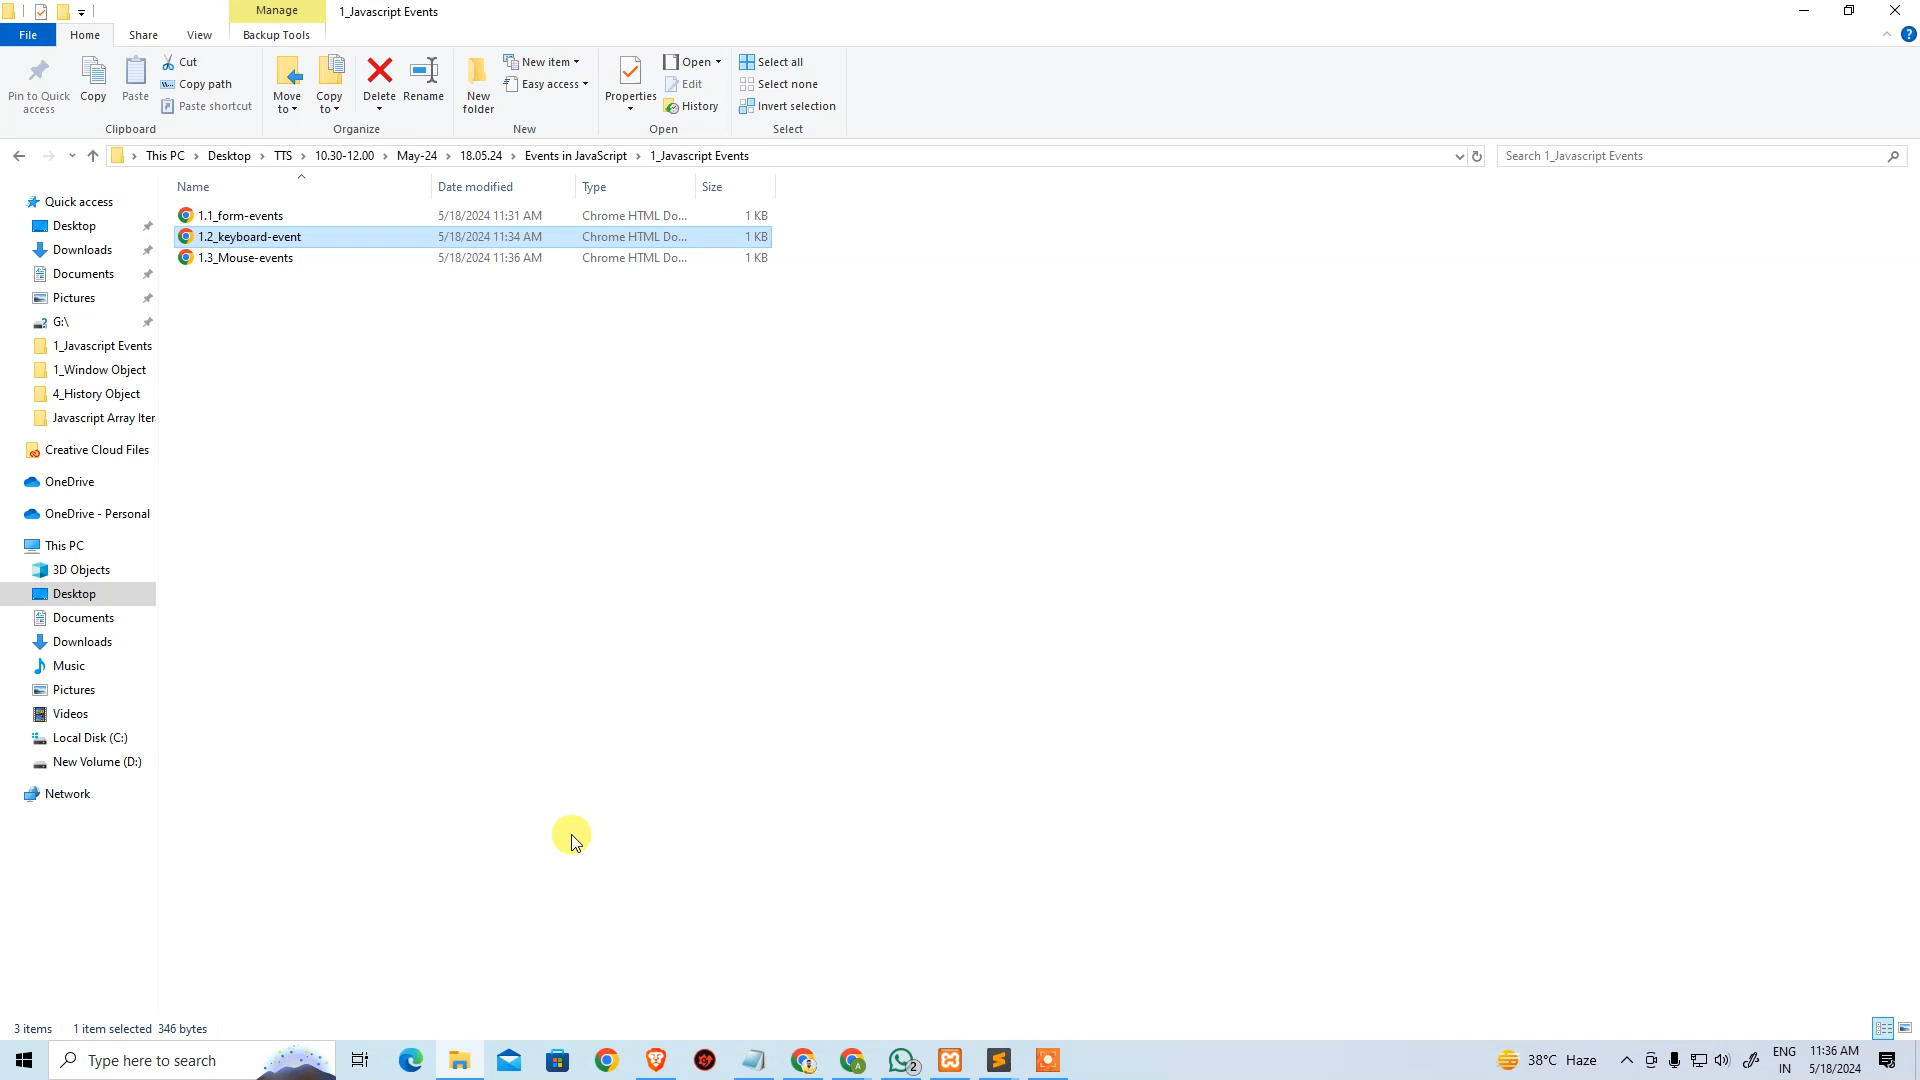 Manage
1_Javascript Events
File
Home
Share
View
Backup Tools
Pin to Quick access
Copy
Paste
Cut
Copy path
Paste shortcut
Clipboard
Move to
Copy to
Delete
Rename
Organize
New folder
New item
Easy access
New
Properties
Open
Edit
History
Open
Select all
Select none
Invert selection
Select
This PC > Desktop > TTS > 10.30-12.00 > May-24 > 18.05.24 > Events in JavaScript > 1_Javascript Events
Search 1_Javascript Events
Name Date modified Type Size
1.1_form-events 5/18/2024 11:31 AM Chrome HTML Do... 1 KB
1.2_keyboard-event 5/18/2024 11:34 AM Chrome HTML Do... 1 KB
1.3_Mouse-events 5/18/2024 11:36 AM Chrome HTML Do... 1 KB
Quick access
Desktop
Downloads
Documents
Pictures
G:\
1_Javascript Events
1_Window Object
4_History Object
Javascript Array Iter
Creative Cloud Files
OneDrive
OneDrive - Personal
This PC
3D Objects
Desktop
Documents
Downloads
Music
Pictures
Videos
Local Disk (C:)
New Volume (D:)
Network
3 items 1 item selected 346 bytes
Type here to search
2
38°C Haze
ENG
IN
11:36 AM
5/18/2024